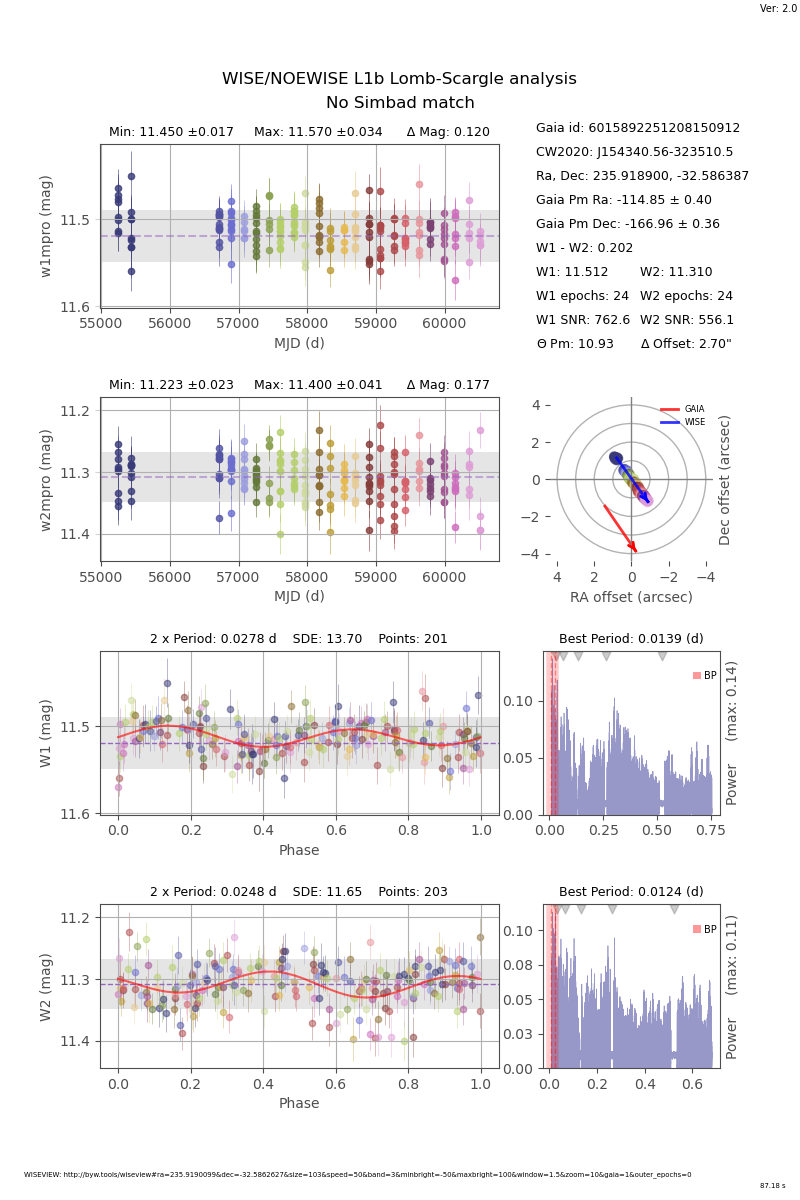 Ver: 2.0
WISE/NOEWISE L1b Lomb-Scargle analysis
No Simbad match
Min: 11.450 ±0.017 Max: 11.570 ±0.034 Δ Mag: 0.120
w1mpro (mag)
11.5
11.6
55000 56000 57000 58000 59000 60000
MJD (d)
Gaia id: 6015892251208150912
CW2020: J154340.56-323510.5
Ra, Dec: 235.918900, -32.586387
Gaia Pm Ra: -114.85 ± 0.40
Gaia Pm Dec: -166.96 ± 0.36
W1 - W2: 0.202
W1: 11.512 W2: 11.310
W1 epochs: 24 W2 epochs: 24
W1 SNR: 762.6 W2 SNR: 556.1
Θ Pm: 10.93 Δ Offset: 2.70"
Min: 11.223 ±0.023 Max: 11.400 ±0.041 Δ Mag: 0.177
w2mpro (mag)
11.2
11.3
11.4
55000 56000 57000 58000 59000 60000
MJD (d)
GAIA
WISE
4
2
0
−2
−4
4 2 0 −2 −4
RA offset (arcsec)
Dec offset (arcsec)
2 x Period: 0.0278 d SDE: 13.70 Points: 201
W1 (mag)
11.5
11.6
0.0 0.2 0.4 0.6 0.8 1.0
Phase
Best Period: 0.0139 (d)
BP
0.10
0.05
0.00
0.00 0.25 0.50 0.75
Power (max: 0.14)
2 x Period: 0.0248 d SDE: 11.65 Points: 203
W2 (mag)
11.2
11.3
11.4
0.0 0.2 0.4 0.6 0.8 1.0
Phase
Best Period: 0.0124 (d)
BP
0.10
0.08
0.05
0.03
0.00
0.0 0.2 0.4 0.6
Power (max: 0.11)
WISEVIEW: http://byw.tools/wiseview#ra=235.9190099&dec=-32.5862627&size=103&speed=50&band=3&minbright=-50&maxbright=100&window=1.5&zoom=10&gaia=1&outer_epochs=0
87.18 s